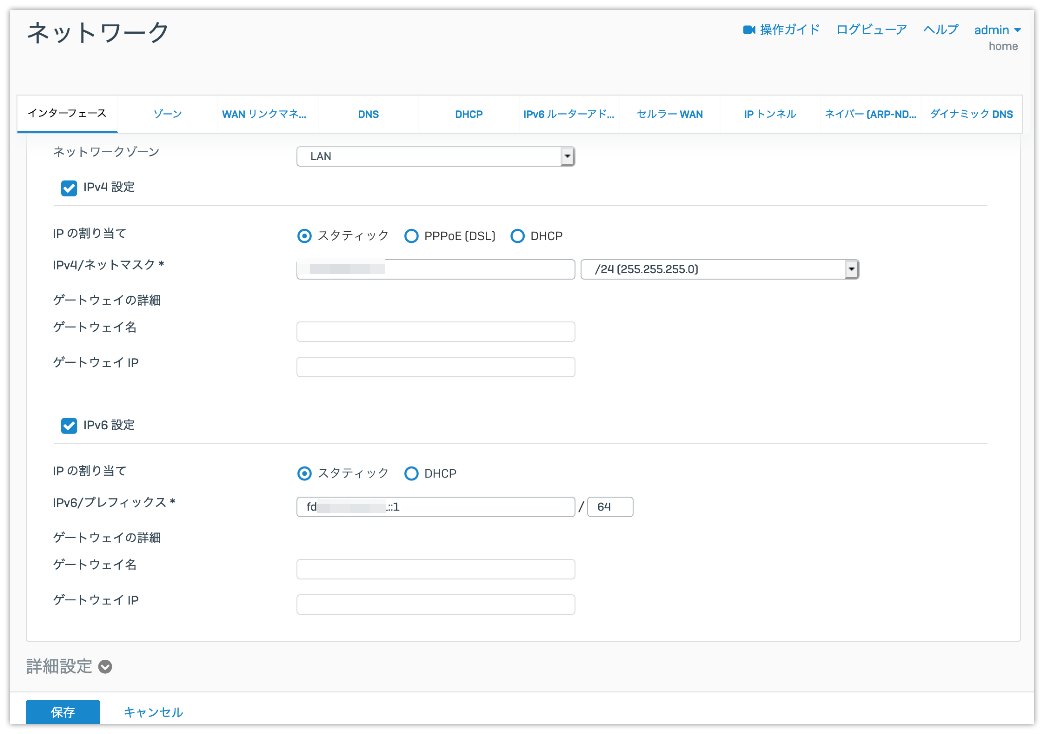 ネットワーク
操作ガイド ログビューア ヘルプ admin
home
インターフェース ゾーン WAN リンクマネ... DNS DHCP IPv6 ルーターアド... セルラー WAN IP トンネル ネイバー (ARP-ND... ダイナミック DNS
ネットワークゾーン LAN
IPv4 設定
IP の割り当て スタティック PPPoE (DSL) DHCP
IPv4/ネットマスク * /24 (255.255.255.0)
ゲートウェイの詳細
ゲートウェイ名
ゲートウェイ IP
IPv6 設定
IP の割り当て スタティック DHCP
IPv6/プレフィックス * fd ::1 / 64
ゲートウェイの詳細
ゲートウェイ名
ゲートウェイ IP
詳細設定
保存 キャンセル